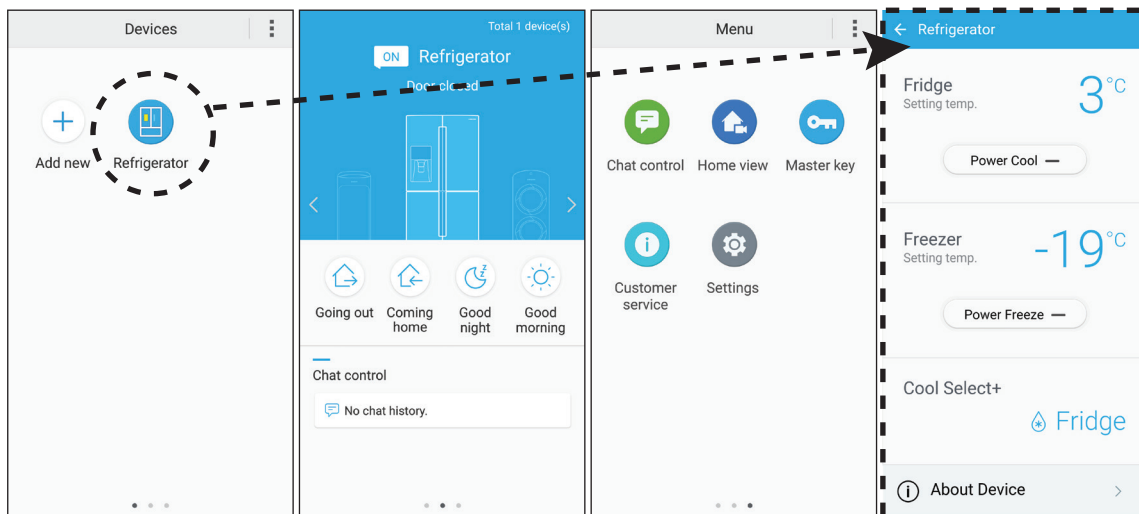 Devices
Add new
Refrigerator
Total 1 device(s)
ON Refrigerator
Door closed
Going out
Coming
home
Good
night
Good
morning
Chat control
No chat history.
Menu
Chat control
Home view
Master key
Customer
service
Settings
Refrigerator
Fridge
Setting temp.
3°C
Power Cool
Freezer
Setting temp.
-19°C
Power Freeze
Cool Select+
Fridge
About Device